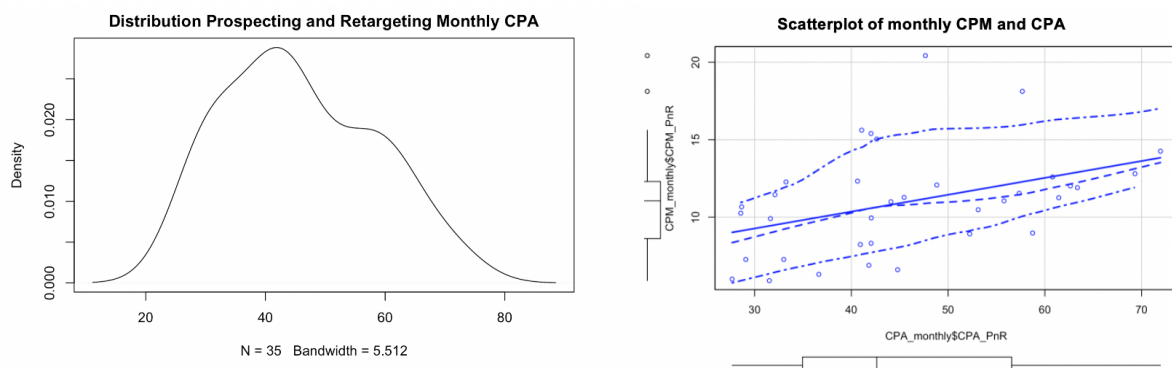 Distribution Prospecting and Retargeting Monthly CPA
Density
0.000
0.010
0.020
20
40
60
80
N = 35 Bandwidth = 5.512
Scatterplot of monthly CPM and CPA
CPM_monthly$CPM_PnR
20
15
10
30
40
50
60
70
CPA_monthly$CPA_PnR